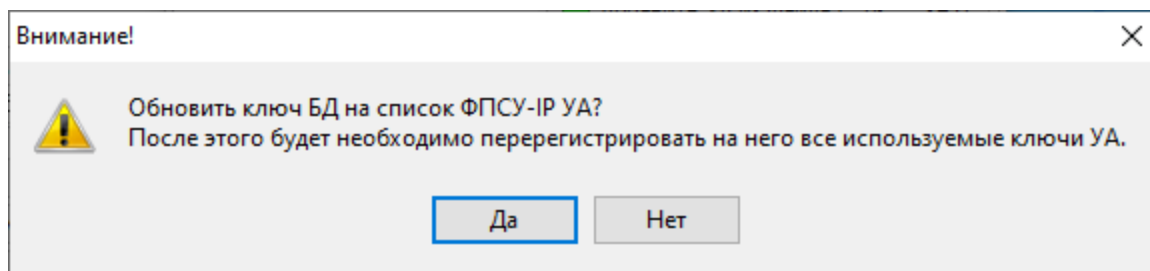 Внимание!
Обновить ключ БД на список ФПСУ-IP УА?
После этого будет необходимо перерегистрировать на него все используемые ключи УА.
Да
Нет